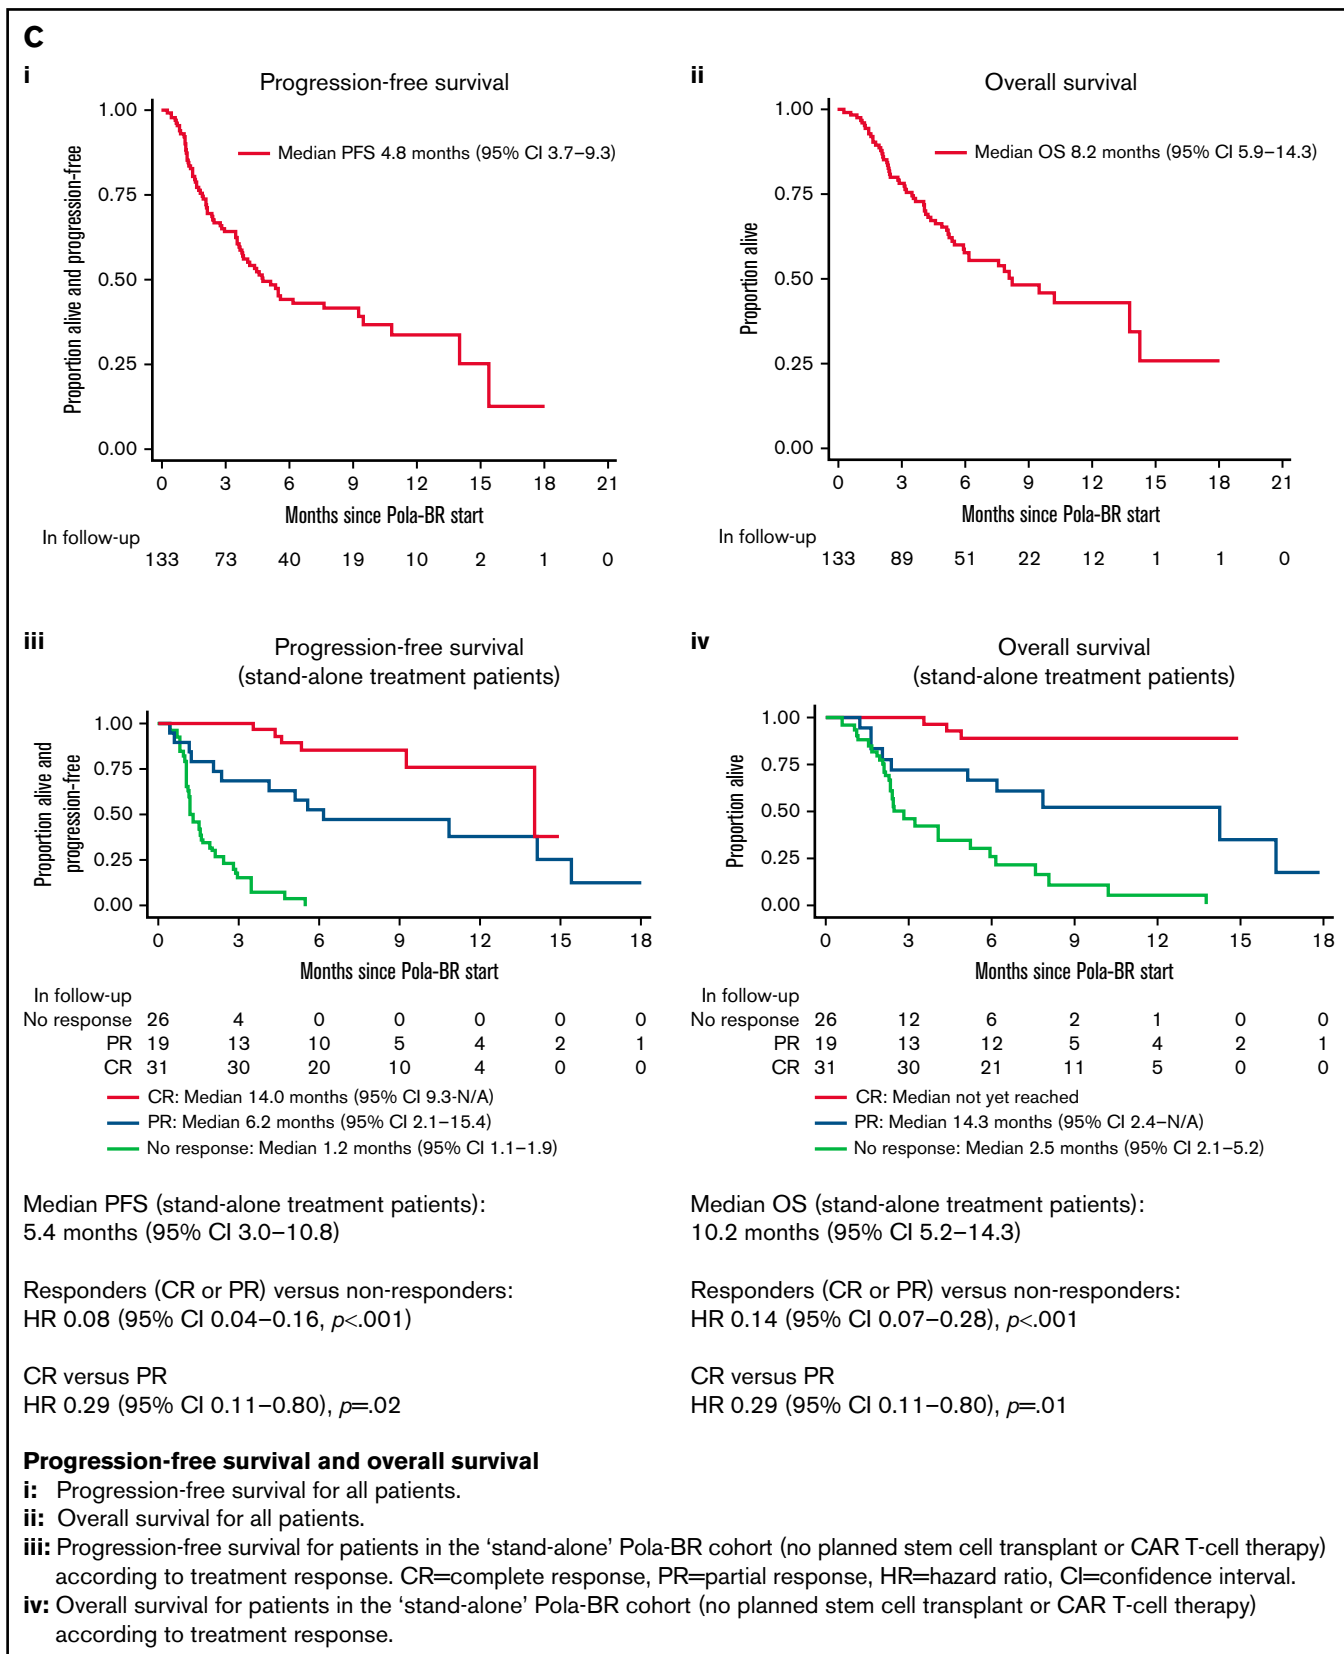 C
i
Progression-free survival
1.00
0.75
0.50
0.25
0.00
Proportion alive and progression-free
Median PFS 4.8 months (95% CI 3.7–9.3)
0 3 6 9 12 15 18 21
Months since Pola-BR start
In follow-up
133 73 40 19 10 2 1 0
ii
Overall survival
1.00
0.75
0.50
0.25
0.00
Proportion alive
Median OS 8.2 months (95% CI 5.9–14.3)
0 3 6 9 12 15 18 21
Months since Pola-BR start
In follow-up
133 89 51 22 12 1 1 0
iii
Progression-free survival
(stand-alone treatment patients)
1.00
0.75
0.50
0.25
0.00
Proportion alive and
progression-free
0 3 6 9 12 15 18
Months since Pola-BR start
In follow-up
No response 26 4 0 0 0 0 0
PR 19 13 10 5 4 2 1
CR 31 30 20 10 4 0 0
CR: Median 14.0 months (95% CI 9.3-N/A)
PR: Median 6.2 months (95% CI 2.1–15.4)
No response: Median 1.2 months (95% CI 1.1–1.9)
Median PFS (stand-alone treatment patients):
5.4 months (95% CI 3.0–10.8)
Responders (CR or PR) versus non-responders:
HR 0.08 (95% CI 0.04–0.16, p<.001)
CR versus PR
HR 0.29 (95% CI 0.11–0.80), p=.02
iv
Overall survival
(stand-alone treatment patients)
1.00
0.75
0.50
0.25
0.00
Proportion alive
0 3 6 9 12 15 18
Months since Pola-BR start
In follow-up
No response 26 12 6 2 1 0 0
PR 19 13 12 5 4 2 1
CR 31 30 21 11 5 0 0
CR: Median not yet reached
PR: Median 14.3 months (95% CI 2.4–N/A)
No response: Median 2.5 months (95% CI 2.1–5.2)
Median OS (stand-alone treatment patients):
10.2 months (95% CI 5.2–14.3)
Responders (CR or PR) versus non-responders:
HR 0.14 (95% CI 0.07–0.28), p<.001
CR versus PR
HR 0.29 (95% CI 0.11–0.80), p=.01
Progression-free survival and overall survival
i: Progression-free survival for all patients.
ii: Overall survival for all patients.
iii: Progression-free survival for patients in the ‘stand-alone’ Pola-BR cohort (no planned stem cell transplant or CAR T-cell therapy)
according to treatment response. CR=complete response, PR=partial response, HR=hazard ratio, CI=confidence interval.
iv: Overall survival for patients in the ‘stand-alone’ Pola-BR cohort (no planned stem cell transplant or CAR T-cell therapy)
according to treatment response.